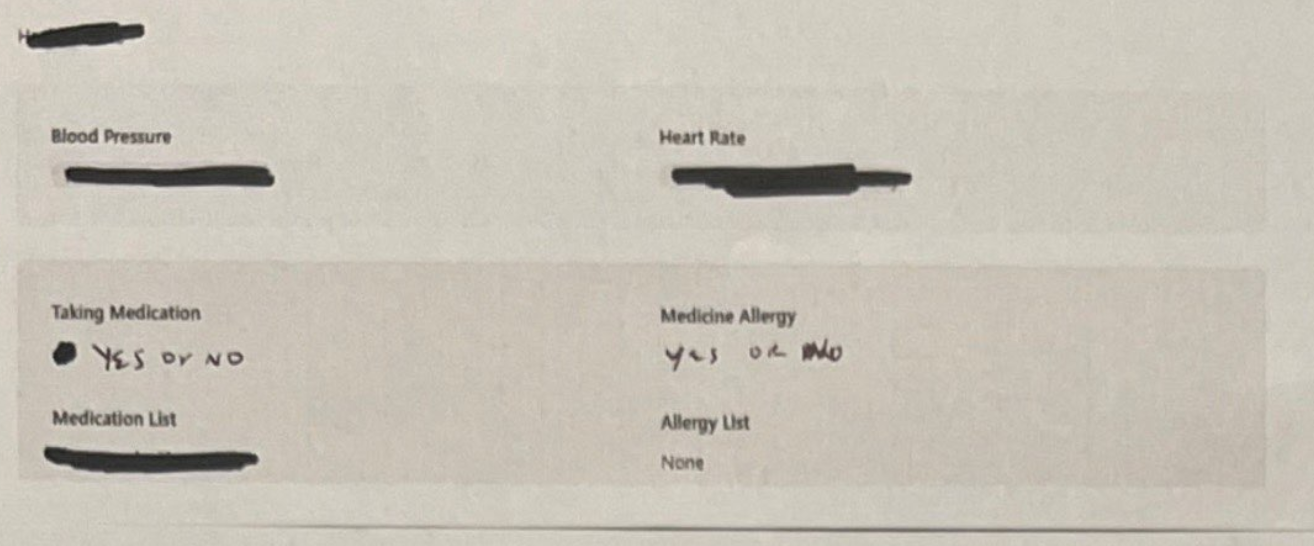 Blood Pressure
Heart Rate
Taking Medication
YES or NO
Medicine Allergy
yes or No
Medication List
Allergy List
None